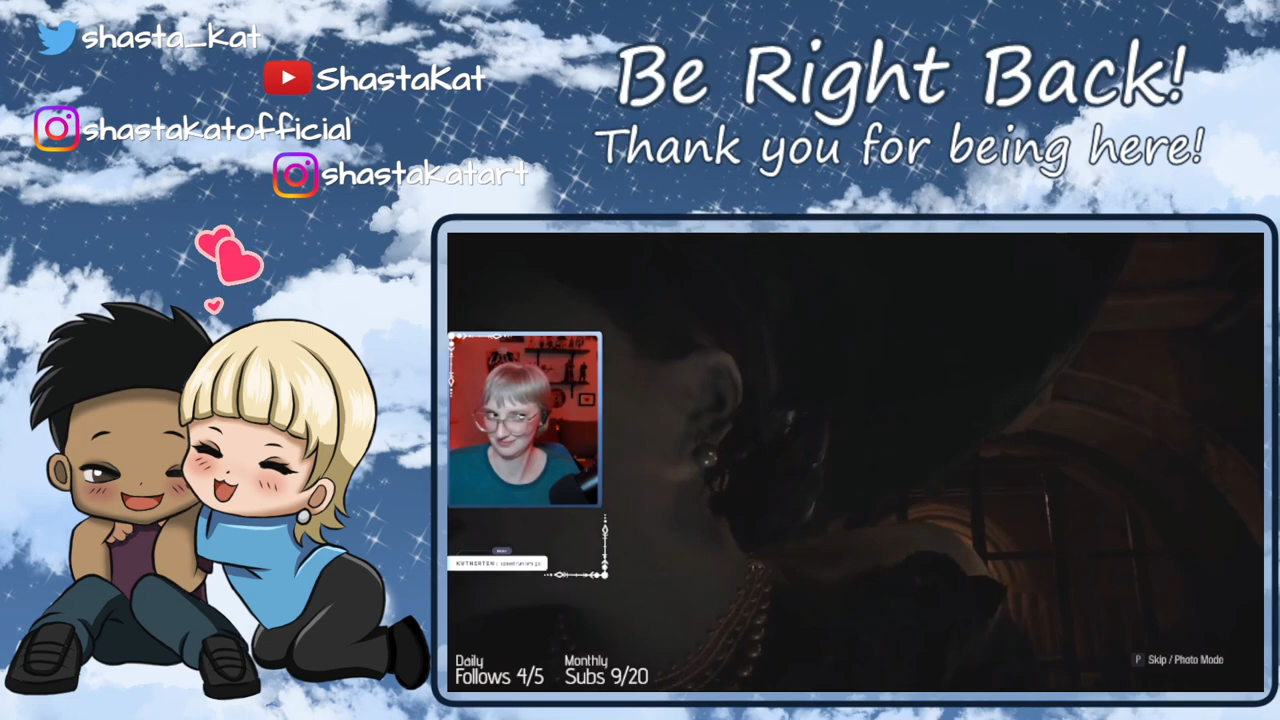 shasta_kat
ShastaKat
shastakatofficial
shastakatart
Be Right Back!
Thank you for being here!
Daily
Follows 4/5
Monthly
Subs 9/20
P Skip / Photo Mode